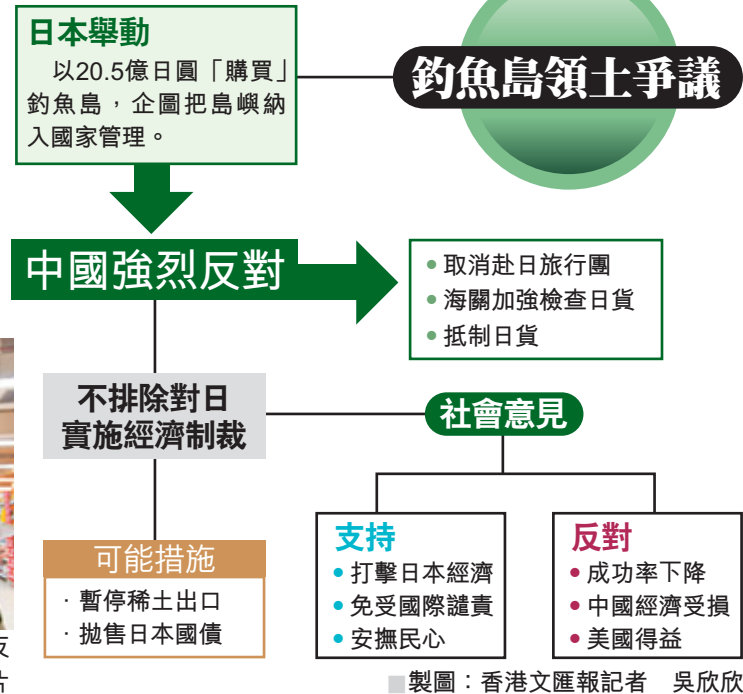 釣魚島領土爭議
日本舉動
以20.5億日圓「購買」
釣魚島，企圖把島嶼納
入國家管理。
中國強烈反對
• 取消赴日旅行團
• 海關加強檢查日貨
• 抵制日貨
不排除對日
實施經濟制裁
社會意見
可能措施
· 暫停稀土出口
· 拋售日本國債
支持
• 打擊日本經濟
• 免受國際譴責
• 安撫民心
反對
• 成功率下降
• 中國經濟受損
• 美國得益
片
■製圖：香港文匯報記者　吳欣欣